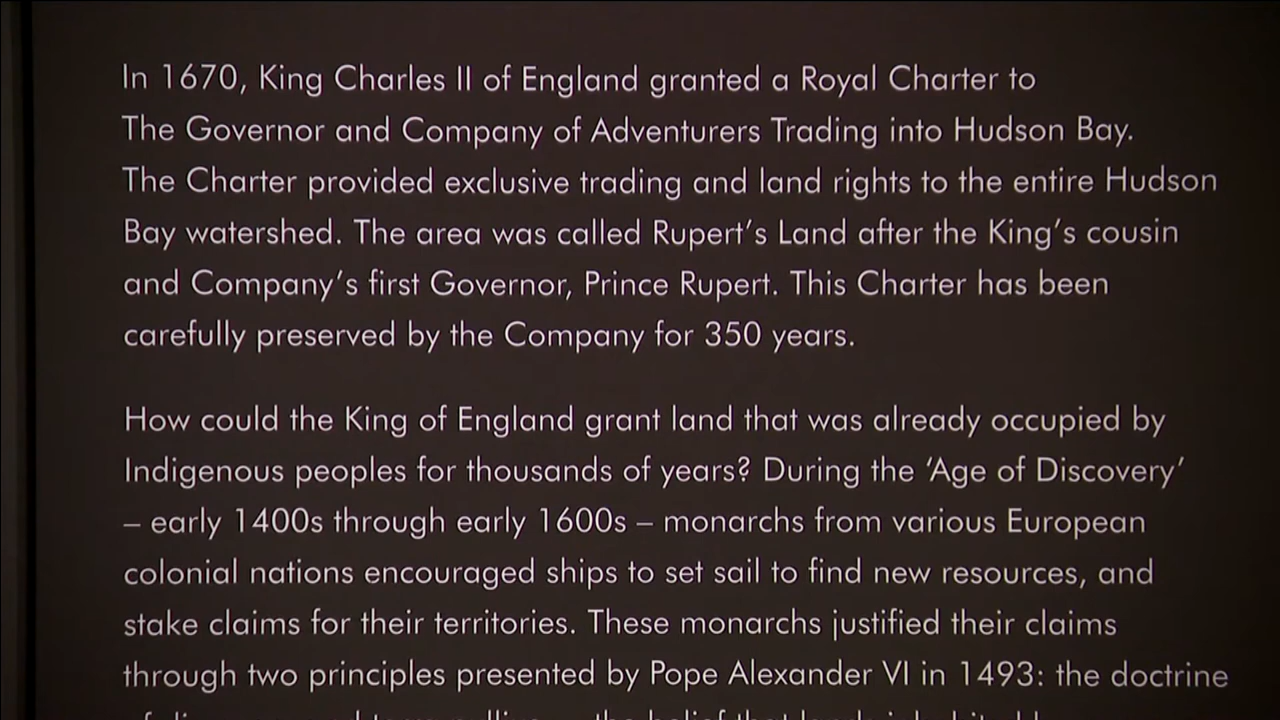 In 1670, King Charles II of England granted a Royal Charter to
The Governor and Company of Adventurers Trading into Hudson Bay.
The Charter provided exclusive trading and land rights to the entire Hudson
Bay watershed. The area was called Rupert's Land after the King's cousin
and Company's first Governor, Prince Rupert. This Charter has been
carefully preserved by the Company for 350 years.
How could the King of England grant land that was already occupied by
Indigenous peoples for thousands of years? During the ‘Age of Discovery’
– early 1400s through early 1600s – monarchs from various European
colonial nations encouraged ships to set sail to find new resources, and
stake claims for their territories. These monarchs justified their claims
through two principles presented by Pope Alexander VI in 1493: the doctrine